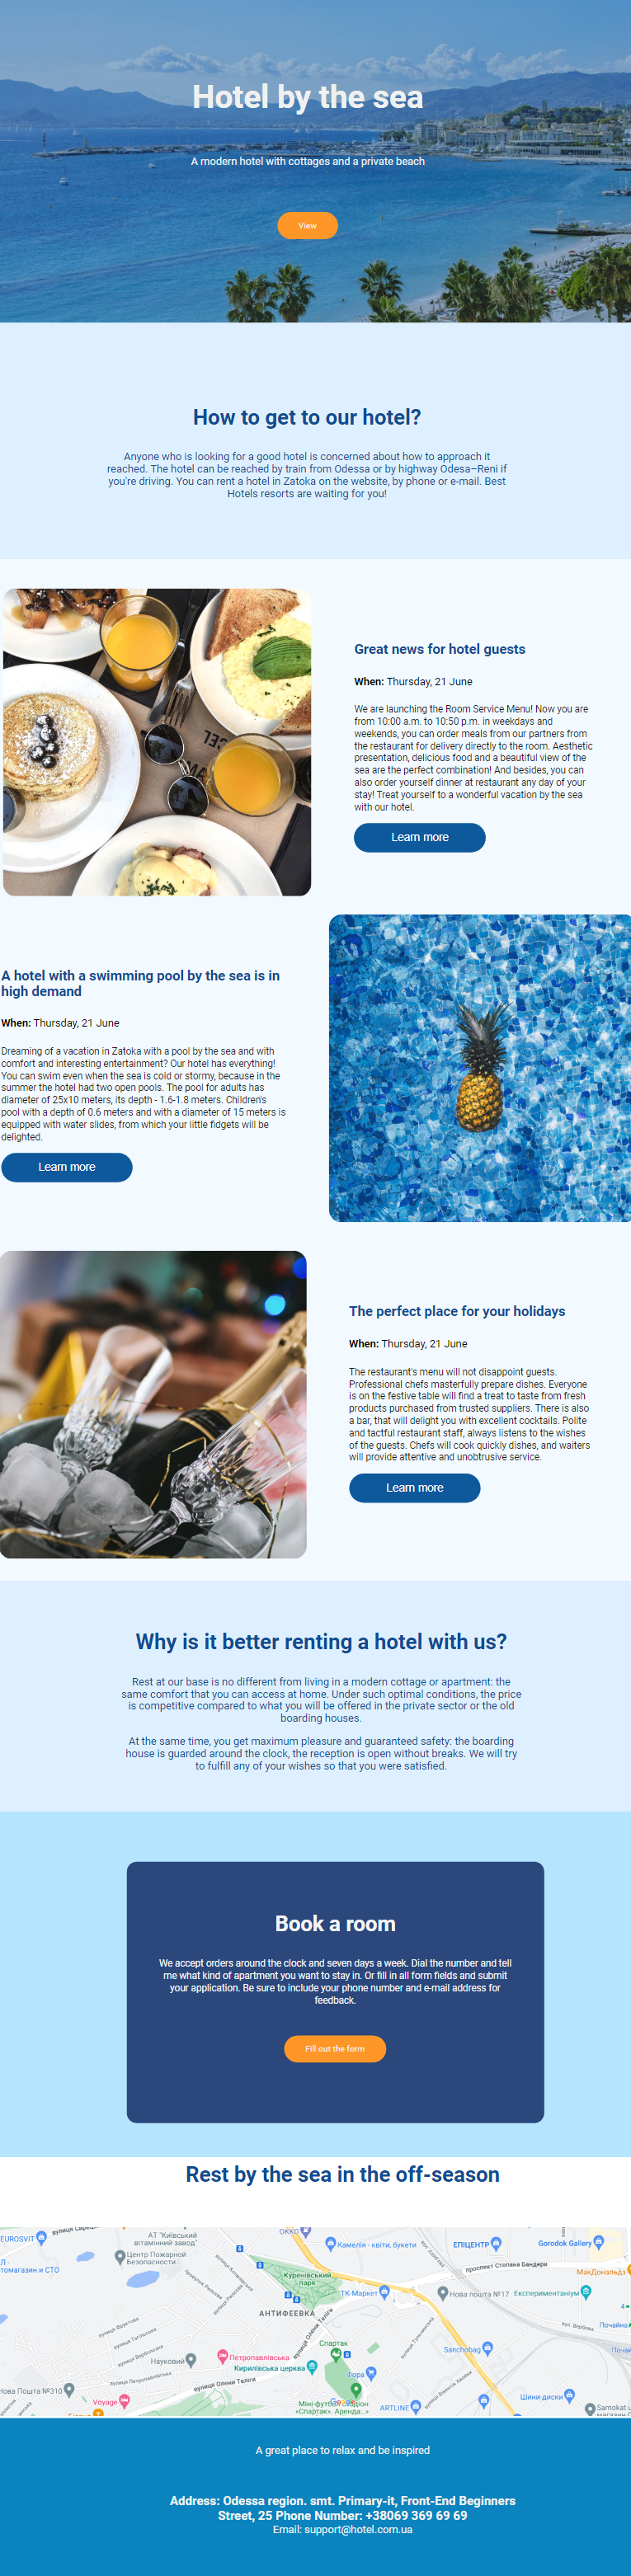 Hotel by the sea
A modern hotel with cottages and a private beach
View
How to get to our hotel?
Anyone who is looking for a good hotel is concerned about how to approach it
reached. The hotel can be reached by train from Odessa or by highway Odesa–Reni if
you're driving. You can rent a hotel in Zatoka on the website, by phone or e-mail. Best
Hotels resorts are waiting for you!
Great news for hotel guests
When: Thursday, 21 June
We are launching the Room Service Menu! Now you are
from 10:00 a.m. to 10:50 p.m. in weekdays and
weekends, you can order meals from our partners from
the restaurant for delivery directly to the room. Aesthetic
presentation, delicious food and a beautiful view of the
sea are the perfect combination! And besides, you can
also order yourself dinner at restaurant any day of your
stay! Treat yourself to a wonderful vacation by the sea
with our hotel.
Learn more
A hotel with a swimming pool by the sea is in
high demand
When: Thursday, 21 June
Dreaming of a vacation in Zatoka with a pool by the sea and with
comfort and interesting entertainment? Our hotel has everything!
You can swim even when the sea is cold or stormy, because in the
summer the hotel had two open pools. The pool for adults has
diameter of 25x10 meters, its depth - 1.6-1.8 meters. Children's
pool with a depth of 0.6 meters and with a diameter of 15 meters is
equipped with water slides, from which your little fidgets will be
delighted.
Learn more
The perfect place for your holidays
When: Thursday, 21 June
The restaurant's menu will not disappoint guests.
Professional chefs masterfully prepare dishes. Everyone
is on the festive table will find a treat to taste from fresh
products purchased from trusted suppliers. There is also
a bar, that will delight you with excellent cocktails. Polite
and tactful restaurant staff, always listens to the wishes
of the guests. Chefs will cook quickly dishes, and waiters
will provide attentive and unobtrusive service.
Learn more
Why is it better renting a hotel with us?
Rest at our base is no different from living in a modern cottage or apartment: the
same comfort that you can access at home. Under such optimal conditions, the price
is competitive compared to what you will be offered in the private sector or the old
boarding houses.
At the same time, you get maximum pleasure and guaranteed safety: the boarding
house is guarded around the clock, the reception is open without breaks. We will try
to fulfill any of your wishes so that you were satisfied.
Book a room
We accept orders around the clock and seven days a week. Dial the number and tell
me what kind of apartment you want to stay in. Or fill in all form fields and submit
your application. Be sure to include your phone number and e-mail address for
feedback.
Fill out the form
Rest by the sea in the off-season
EUROSVIT
томагазин и СТО
АТ "Київський
вітамінний завод"
Центр Пожарной
Безопасности
ОККО
Камелія - квіти, букети
ЕПІЦЕНТР
Gorodok Gallery
проспект Степана Бандери
МакДональдз
Куренівський
парк
ТК-Маркет
Нова пошта №17
Експериментаніум
АНТИФЕЕВКА
вулиця Олени Теліги
Спартак
Петропавлівська
Кирилівська церква
Науковий
вулиця Олени Теліги
Фора
Sanchobag
Нова Пошта №310
Voyage
Google
Міні-футбол
«Спартак». Аренда...
ARTLINE
Шини диски
Samokat.u
A great place to relax and be inspired
Address: Odessa region. smt. Primary-it, Front-End Beginners
Street, 25 Phone Number: +38069 369 69 69
Email: support@hotel.com.ua